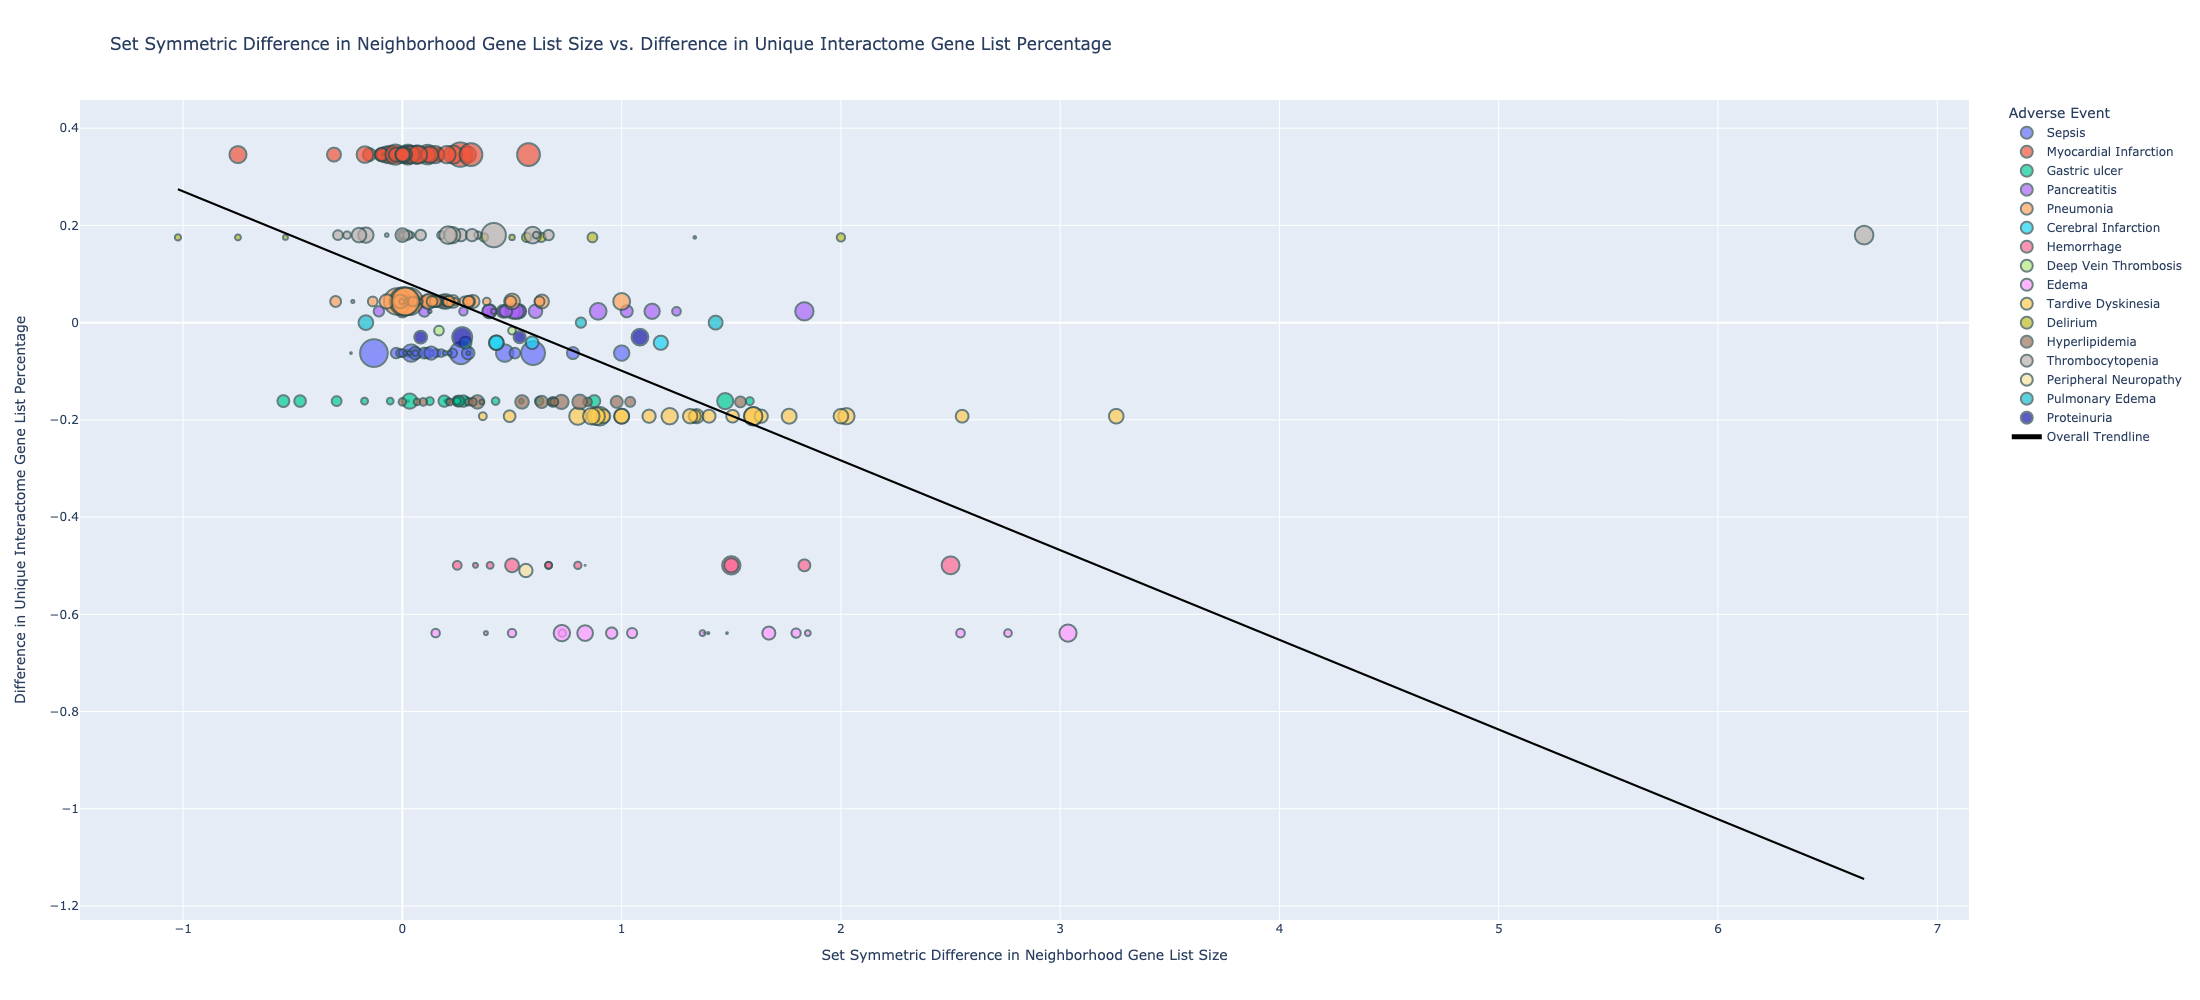 Set Symmetric Difference in Neighborhood Gene List Size vs. Difference in Unique Interactome Gene List Percentage
Difference in Unique Interactome Gene List Percentage
0.4
0.2
0
−0.2
−0.4
−0.6
−0.8
−1
−1.2
−1
0
1
2
3
4
5
6
7
Set Symmetric Difference in Neighborhood Gene List Size
Adverse Event
Sepsis
Myocardial Infarction
Gastric ulcer
Pancreatitis
Pneumonia
Cerebral Infarction
Hemorrhage
Deep Vein Thrombosis
Edema
Tardive Dyskinesia
Delirium
Hyperlipidemia
Thrombocytopenia
Peripheral Neuropathy
Pulmonary Edema
Proteinuria
Overall Trendline